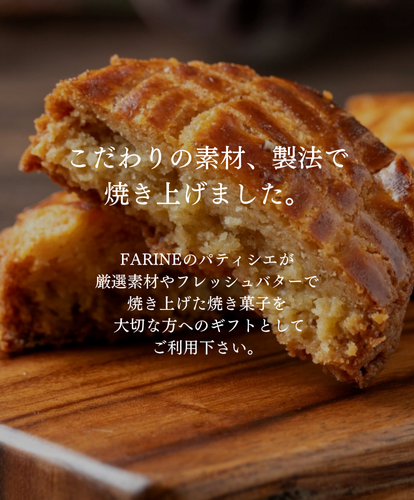 こだわりの素材、製法で
焼き上げました。
FARINEのパティシエが
厳選素材やフレッシュバターで
焼き上げた焼き菓子を
大切な方へのギフトとして
ご利用下さい。